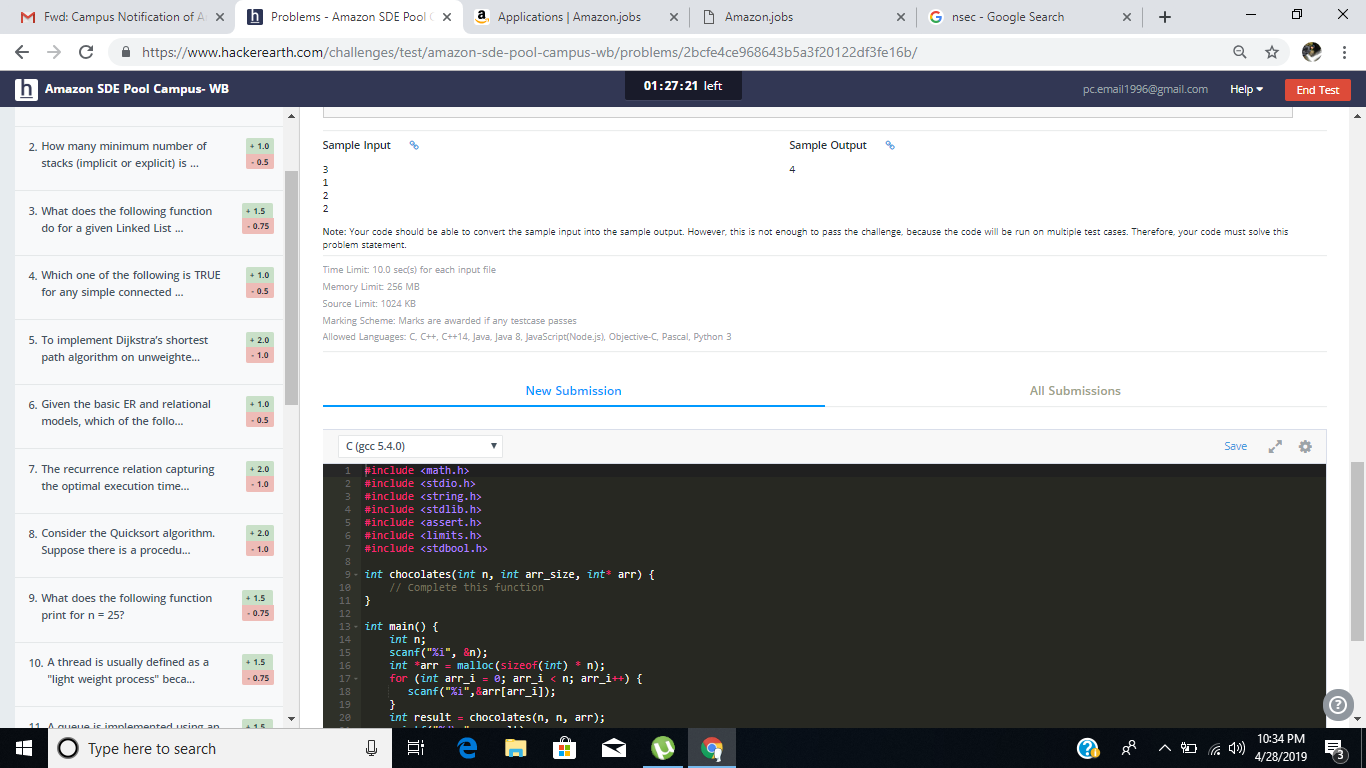 Fwd: Campus Notification of A
Problems - Amazon SDE Pool C
Applications | Amazon.jobs
Amazon.jobs
nsec - Google Search
https://www.hackerearth.com/challenges/test/amazon-sde-pool-campus-wb/problems/2bcfe4ce968643b5a3f20122df3fe16b/
h Amazon SDE Pool Campus- WB
01:27:21 left
pc.email1996@gmail.com
Help
End Test
2. How many minimum number of
stacks (implicit or explicit) is ...
+ 1.0
- 0.5
3. What does the following function
do for a given Linked List ...
+ 1.5
- 0.75
4. Which one of the following is TRUE
for any simple connected ...
+ 1.0
- 0.5
5. To implement Dijkstra's shortest
path algorithm on unweighte...
+ 2.0
- 1.0
6. Given the basic ER and relational
models, which of the follo...
+ 1.0
- 0.5
7. The recurrence relation capturing
the optimal execution time...
+ 2.0
- 1.0
8. Consider the Quicksort algorithm.
Suppose there is a procedu...
+ 2.0
- 1.0
9. What does the following function
print for n = 25?
+ 1.5
- 0.75
10. A thread is usually defined as a
"light weight process" beca...
+ 1.5
- 0.75
11. A queue is implemented using an
+ 1.5
Sample Input
3
1
2
2
Sample Output
4
Note: Your code should be able to convert the sample input into the sample output. However, this is not enough to pass the challenge, because the code will be run on multiple test cases. Therefore, your code must solve this
problem statement.
Time Limit: 10.0 sec(s) for each input file
Memory Limit: 256 MB
Source Limit: 1024 KB
Marking Scheme: Marks are awarded if any testcase passes
Allowed Languages: C, C++, C++14, Java, Java 8, JavaScript(Node.js), Objective-C, Pascal, Python 3
New Submission
All Submissions
C (gcc 5.4.0)
Save
1 #include <math.h>
2 #include <stdio.h>
3 #include <string.h>
4 #include <stdlib.h>
5 #include <assert.h>
6 #include <limits.h>
7 #include <stdbool.h>
8
9 int chocolates(int n, int arr_size, int* arr) {
10 // Complete this function
11 }
12
13 int main() {
14 int n;
15 scanf("%i", &n);
16 int *arr = malloc(sizeof(int) * n);
17 for (int arr_i = 0; arr_i < n; arr_i++) {
18 scanf("%i",&arr[arr_i]);
19 }
20 int result = chocolates(n, n, arr);
Type here to search
10:34 PM
4/28/2019
3